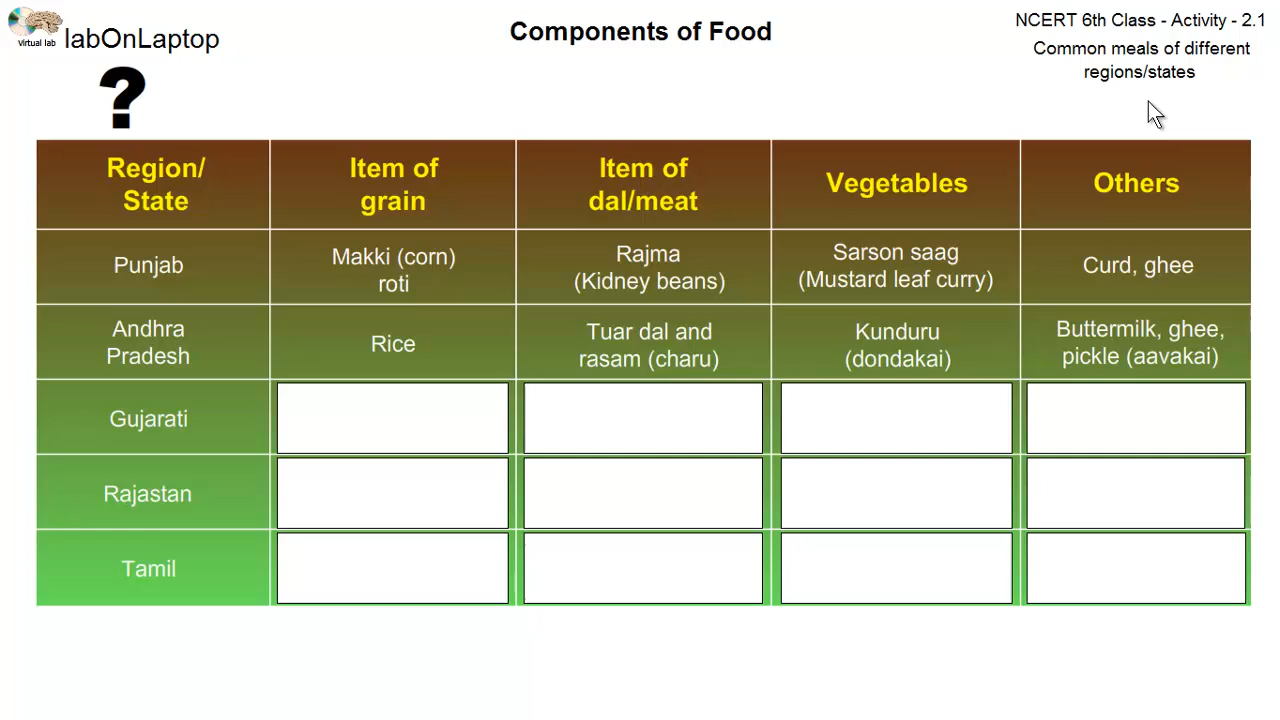 Virtual lab
labOnLaptop
Components of Food
NCERT 6th Class - Activity - 2.1
Common meals of different
regions/states
?
Region/
State
Item of
grain
Item of
dal/meat
Vegetables
Others
Punjab
Makki (corn)
roti
Rajma
(Kidney beans)
Sarson saag
(Mustard leaf curry)
Curd, ghee
Andhra
Pradesh
Rice
Tuar dal and
rasam (charu)
Kunduru
(dondakai)
Buttermilk, ghee,
pickle (aavakai)
Gujarati
Rajastan
Tamil